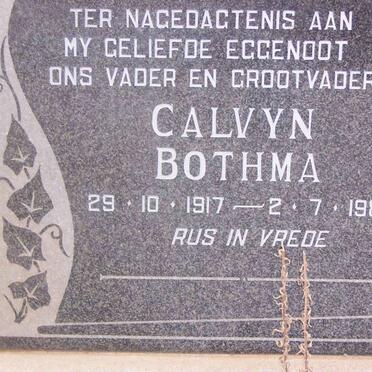 TER NAGEDACTENIS AAN
MY GELIEFDE EGGENOOT
ONS VADER EN GROOTVADER
CALVYN
BOTHMA
29 · 10 · 1917 — 2 · 7 · 198
RUS IN VREDE